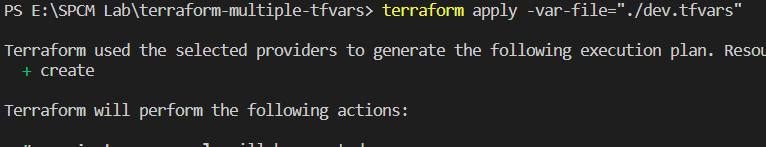 PS E:\SPCM Lab\terraform-multiple-tfvars> terraform apply -var-file="./dev.tfvars"
Terraform used the selected providers to generate the following execution plan.
+ create
Terraform will perform the following actions: